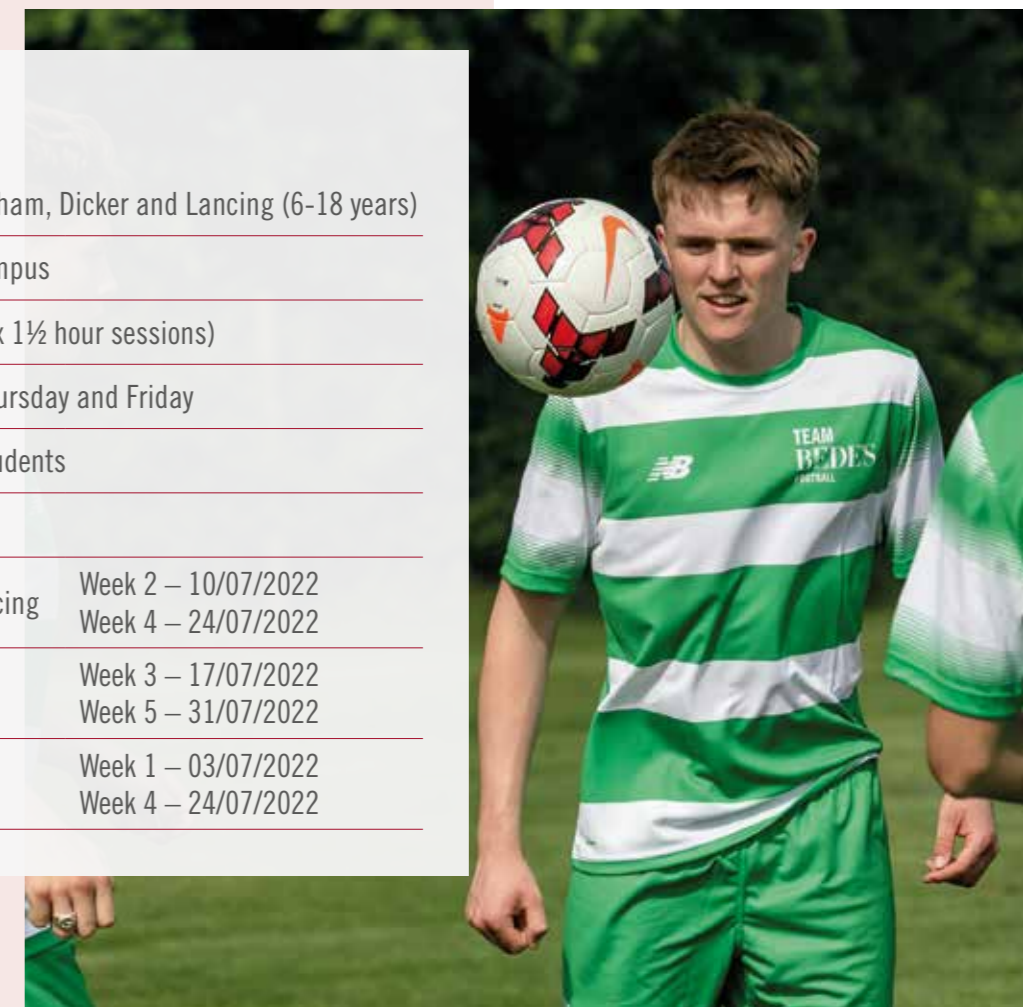 ham, Dicker and Lancing (6-18 years)
mpus
x 1½ hour sessions)
ursday and Friday
udents
cing
Week 2 – 10/07/2022
Week 4 – 24/07/2022
Week 3 – 17/07/2022
Week 5 – 31/07/2022
Week 1 – 03/07/2022
Week 4 – 24/07/2022
TEAM
BEDE'S
FOOTBALL
NB